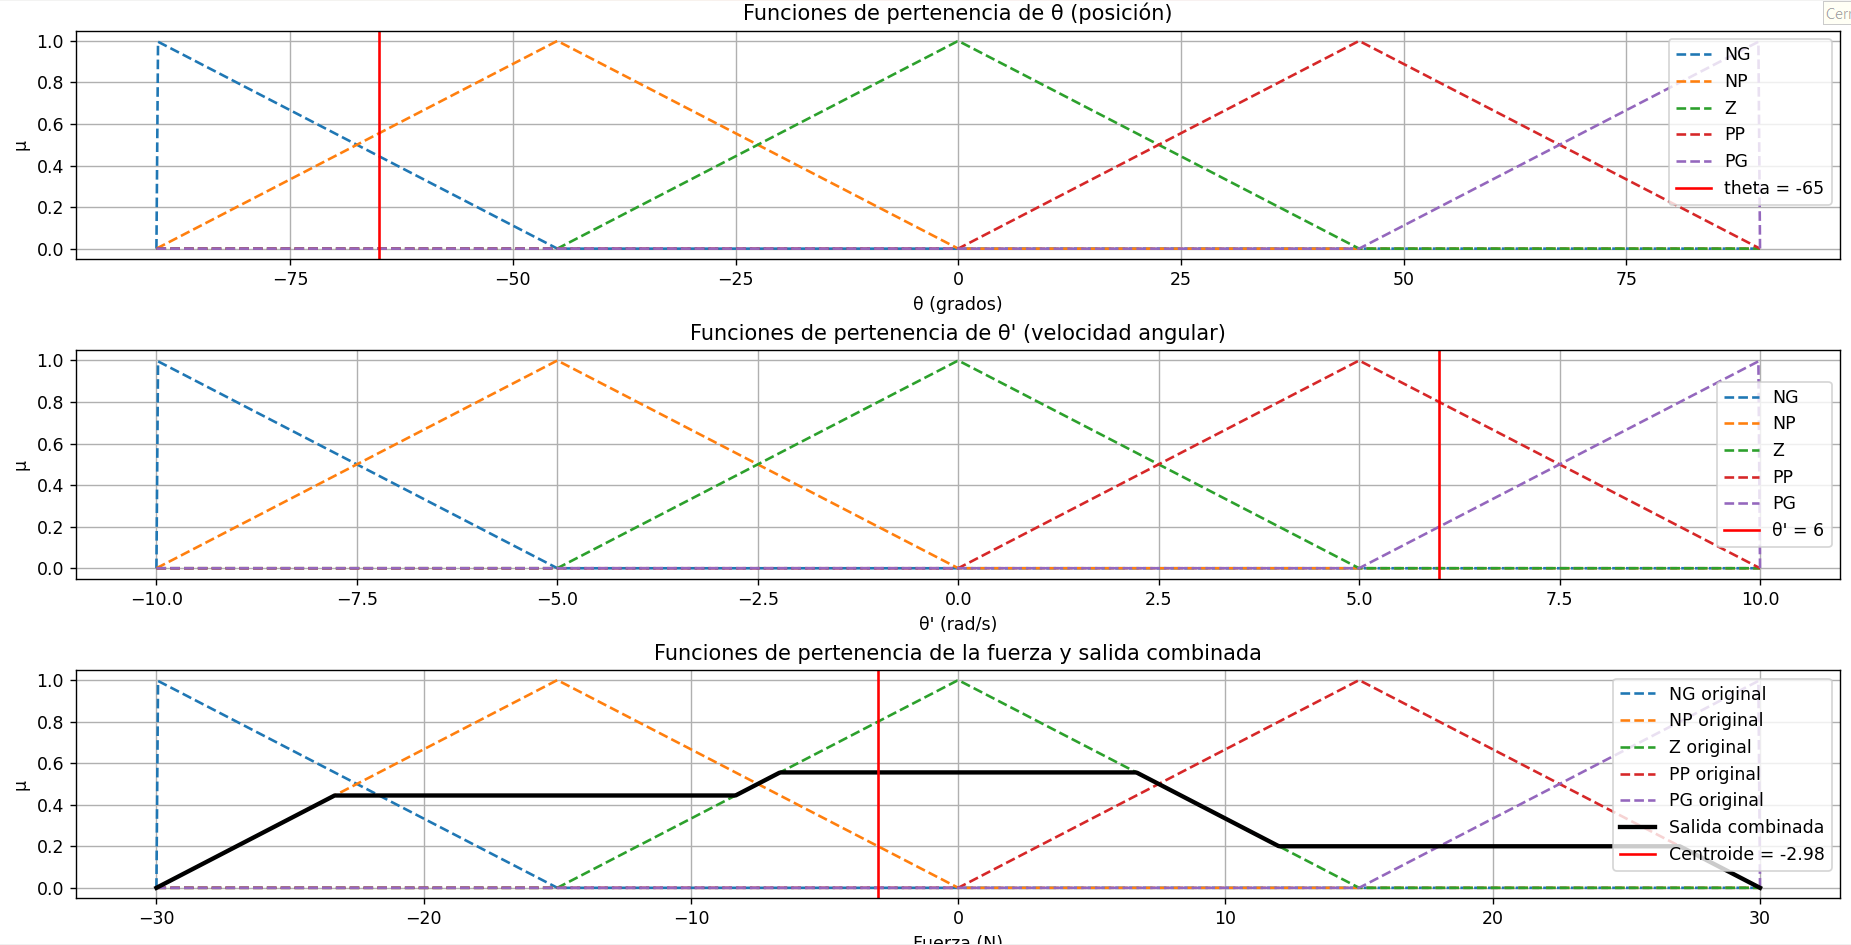 Funciones de pertenencia de θ (posición)
Cerr
1.0
0.8
0.6
0.4
0.2
0.0
μ
NG
NP
Z
PP
PG
theta = -65
−75
−50
−25
0
25
50
75
θ (grados)
Funciones de pertenencia de θ' (velocidad angular)
1.0
0.8
0.6
0.4
0.2
0.0
μ
NG
NP
Z
PP
PG
θ' = 6
−10.0
−7.5
−5.0
−2.5
0.0
2.5
5.0
7.5
10.0
θ' (rad/s)
Funciones de pertenencia de la fuerza y salida combinada
1.0
0.8
0.6
0.4
0.2
0.0
μ
NG original
NP original
Z original
PP original
PG original
Salida combinada
Centroide = -2.98
−30
−20
−10
0
10
20
30
Fuerza (N)